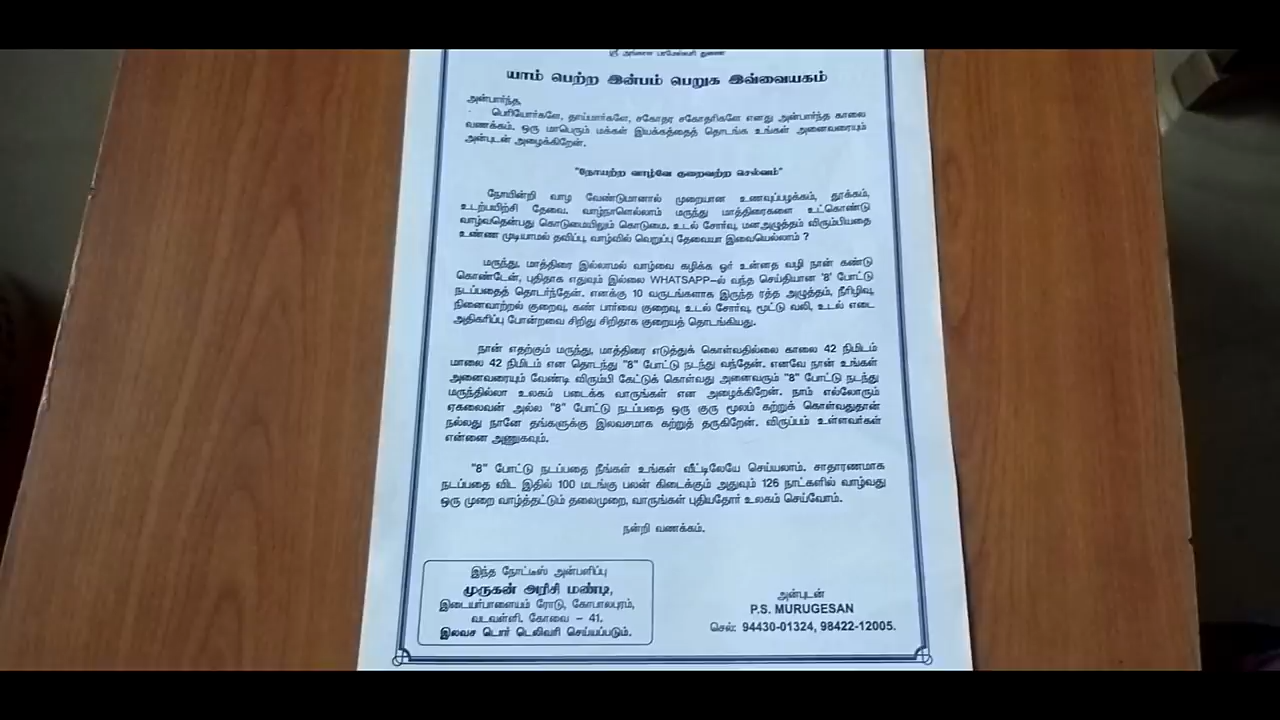 ஸ்ரீ அங்காள பரமேஸ்வரி துணை
யாம் பெற்ற இன்பம் பெறுக இவ்வையகம்
அன்பார்ந்த,
பெரியோர்களே, தாய்மார்களே, சகோதர சகோதரிகளே எனது அன்பார்ந்த காலை
வணக்கம். ஒரு மாபெரும் மக்கள் இயக்கத்தைத் தொடங்க உங்கள் அனைவரையும்
அன்புடன் அழைக்கிறேன்.
"நோயற்ற வாழ்வே குறைவற்ற செல்வம்"
நோயின்றி வாழ வேண்டுமானால் முறையான உணவுப்பழக்கம், தூக்கம்,
உடற்பயிற்சி தேவை. வாழ்நாளெல்லாம் மருந்து மாத்திரைகளை உட்கொண்டு
வாழ்வதென்பது கொடுமையிலும் கொடுமை. உடல் சோர்வு, மனஅழுத்தம் விரும்பியதை
உண்ண முடியாமல் தவிப்பு, வாழ்வில் வெறுப்பு தேவையா இவையெல்லாம் ?
மருந்து, மாத்திரை இல்லாமல் வாழ்வை கழிக்க ஓர் உன்னத வழி நான் கண்டு
கொண்டேன், புதிதாக எதுவும் இல்லை WHATSAPP–ல் வந்த செய்தியான '8' போட்டு
நடப்பதைத் தொடர்ந்தேன். எனக்கு 10 வருடங்களாக இருந்த ரத்த அழுத்தம், நீரிழிவு,
நினைவாற்றல் குறைவு, கண் பார்வை குறைவு, உடல் சோர்வு, மூட்டு வலி, உடல் எடை
அதிகரிப்பு போன்றவை சிறிது சிறிதாக குறையத் தொடங்கியது.
நான் எதற்கும் மருந்து, மாத்திரை எடுத்துக் கொள்வதில்லை காலை 42 நிமிடம்
மாலை 42 நிமிடம் என தொடந்து "8" போட்டு நடந்து வந்தேன். எனவே நான் உங்கள்
அனைவரையும் வேண்டி விரும்பி கேட்டுக் கொள்வது அனைவரும் "8" போட்டு நடந்து
மருந்தில்லா உலகம் படைக்க வாருங்கள் என அழைக்கிறேன். நாம் எல்லோரும்
ஏகலைவன் அல்ல "8" போட்டு நடப்பதை ஒரு குரு மூலம் கற்றுக் கொள்வதுதான்
நல்லது நானே தங்களுக்கு இலவசமாக கற்றுத் தருகிறேன். விருப்பம் உள்ளவர்கள்
என்னை அணுகவும்.
"8" போட்டு நடப்பதை நீங்கள் உங்கள் வீட்டிலேயே செய்யலாம். சாதாரணமாக
நடப்பதை விட இதில் 100 மடங்கு பலன் கிடைக்கும் அதுவும் 126 நாட்களில் வாழ்வது
ஒரு முறை வாழ்த்தட்டும் தலைமுறை, வாருங்கள் புதியதோர் உலகம் செய்வோம்.
நன்றி வணக்கம்.
இந்த நோட்டீஸ் அன்பளிப்பு
முருகன் அரிசி மண்டி,
இடையர்பாளையம் ரோடு, கோபாலபுரம்,
வடவள்ளி. கோவை – 41.
இலவச டோர் டெலிவரி செய்யப்படும்.
அன்புடன்
P.S. MURUGESAN
செல்: 94430-01324, 98422-12005.